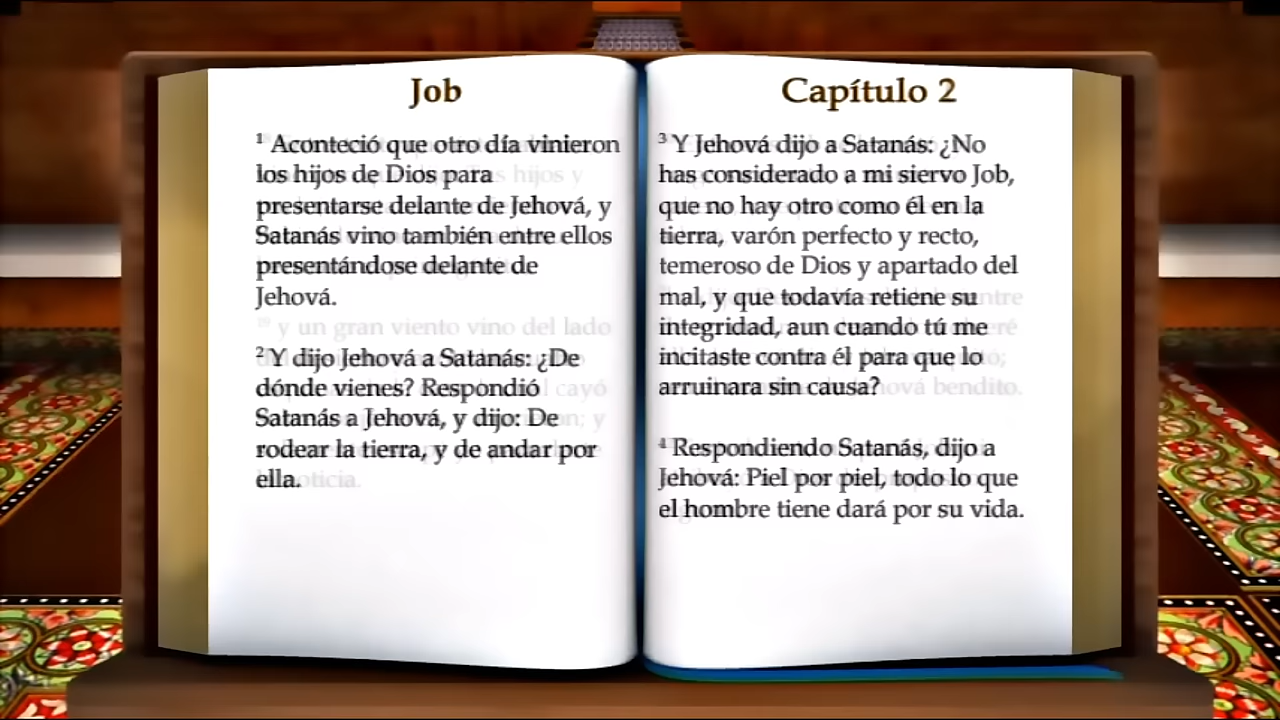 Job
1 Aconteció que otro día vinieron
los hijos de Dios para
presentarse delante de Jehová, y
Satanás vino también entre ellos
presentándose delante de
Jehová.
2 Y dijo Jehová a Satanás: ¿De
dónde vienes? Respondió
Satanás a Jehová, y dijo: De
rodear la tierra, y de andar por
ella.
Capítulo 2
3 Y Jehová dijo a Satanás: ¿No
has considerado a mi siervo Job,
que no hay otro como él en la
tierra, varón perfecto y recto,
temeroso de Dios y apartado del
mal, y que todavía retiene su
integridad, aun cuando tú me
incitaste contra él para que lo
arruinara sin causa?
4 Respondiendo Satanás, dijo a
Jehová: Piel por piel, todo lo que
el hombre tiene dará por su vida.